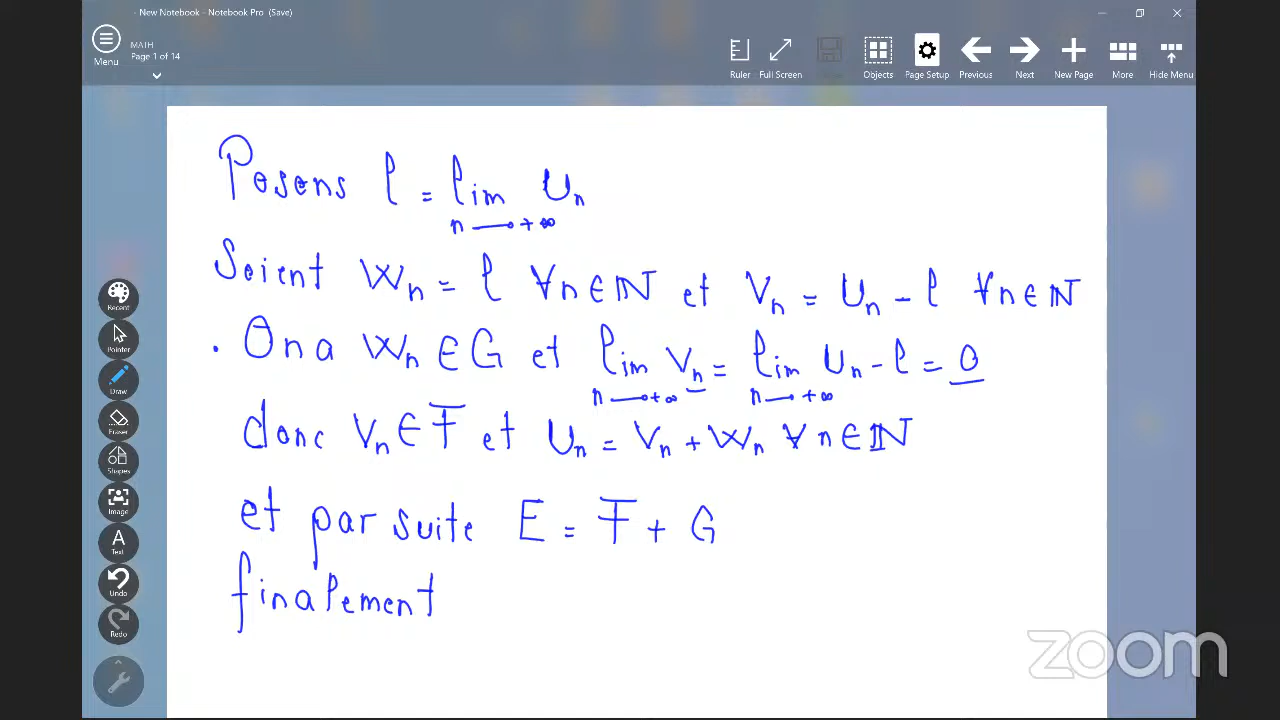 - New Notebook - Notebook Pro (Save)
Menu
MATH
Page 1 of 14
Ruler
Full Screen
Objects
Page Setup
Previous
Next
New Page
More
Hide Menu
Recent
Pointer
Draw
Eraser
Shapes
Image
Text
Undo
Redo
Posons l = lim Un
n → +∞
Soient Wn = l ∀n∈ℕ et Vn = Un - l ∀n∈ℕ
. On a Wn ∈ G et lim Vn = lim Un - l = 0
n → +∞ n → +∞
donc Vn ∈ F et Un = Vn + Wn ∀n∈ℕ
et par suite E = F + G
finalement
zoom